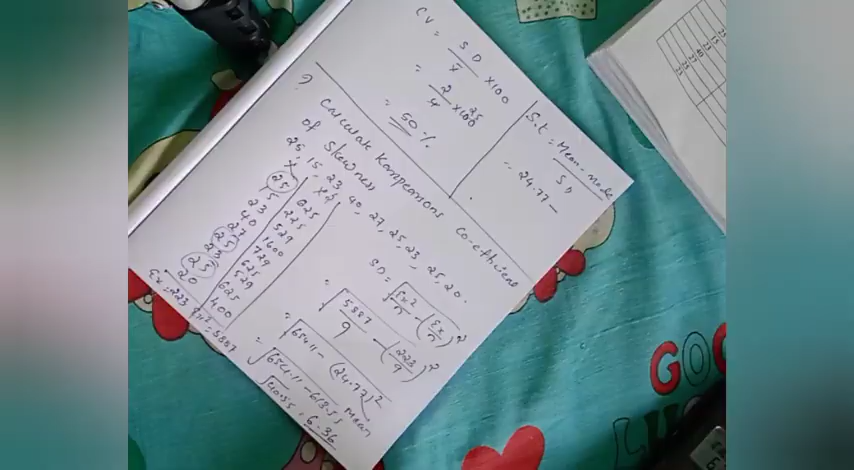 CV = SD/x̄ ×100
= 2/4 ×100 25
= 50%
S.k = Mean - mode / SD
= 24.77 -
? Calculate Kampearsons co-efficient
of skewness
25, 15, 23, 40, 27, 25, 23, 25, 20.
x x²
25 625
15 225
23 529
40 1600
27 729
25 625
23 529
25 625
20 400
Σx = 223 Σx² = 5887
SD = √Σx²/n - (Σx/n)²
= √5887/9 - (223/9)²
= √654.11 - (24.77)² Mean
= √654.11 - 613.55
√40.55 = 6.36
GO